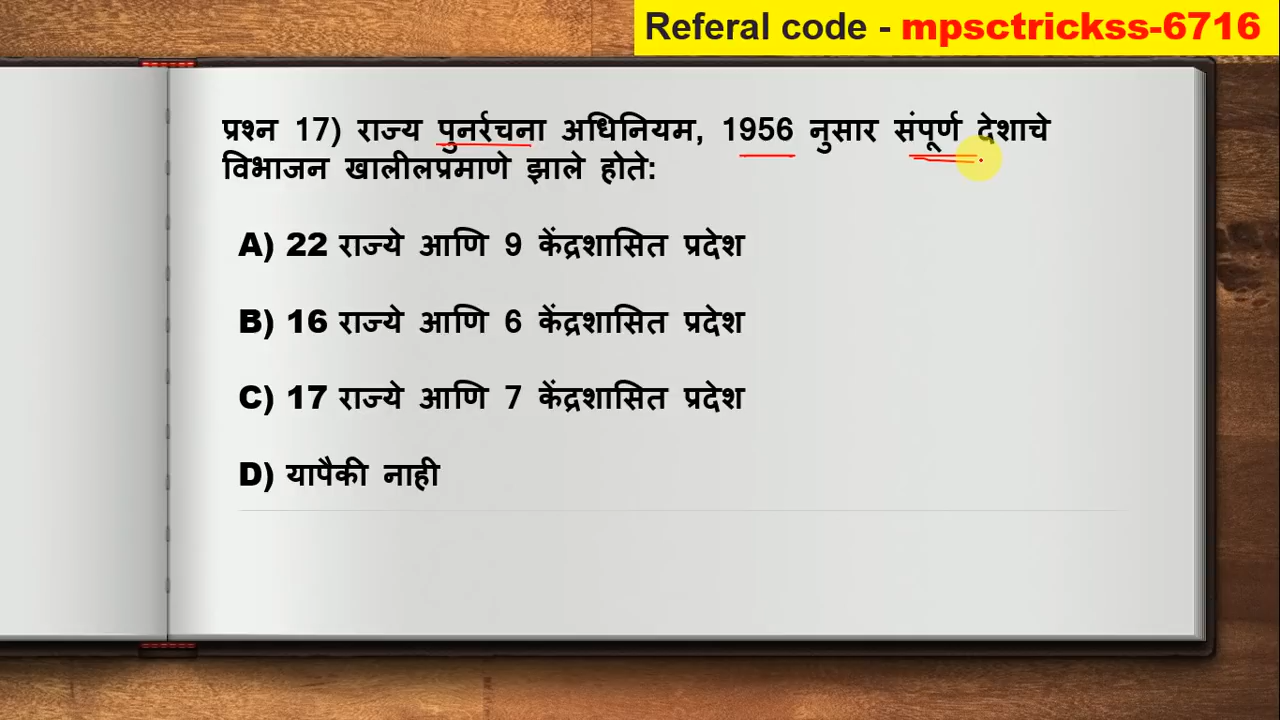 Referal code - mpsctrickss-6716
प्रश्न 17) राज्य पुनर्रचना अधिनियम, 1956 नुसार संपूर्ण देशाचे
विभाजन खालीलप्रमाणे झाले होते:
A) 22 राज्ये आणि 9 केंद्रशासित प्रदेश
B) 16 राज्ये आणि 6 केंद्रशासित प्रदेश
C) 17 राज्ये आणि 7 केंद्रशासित प्रदेश
D) यापैकी नाही